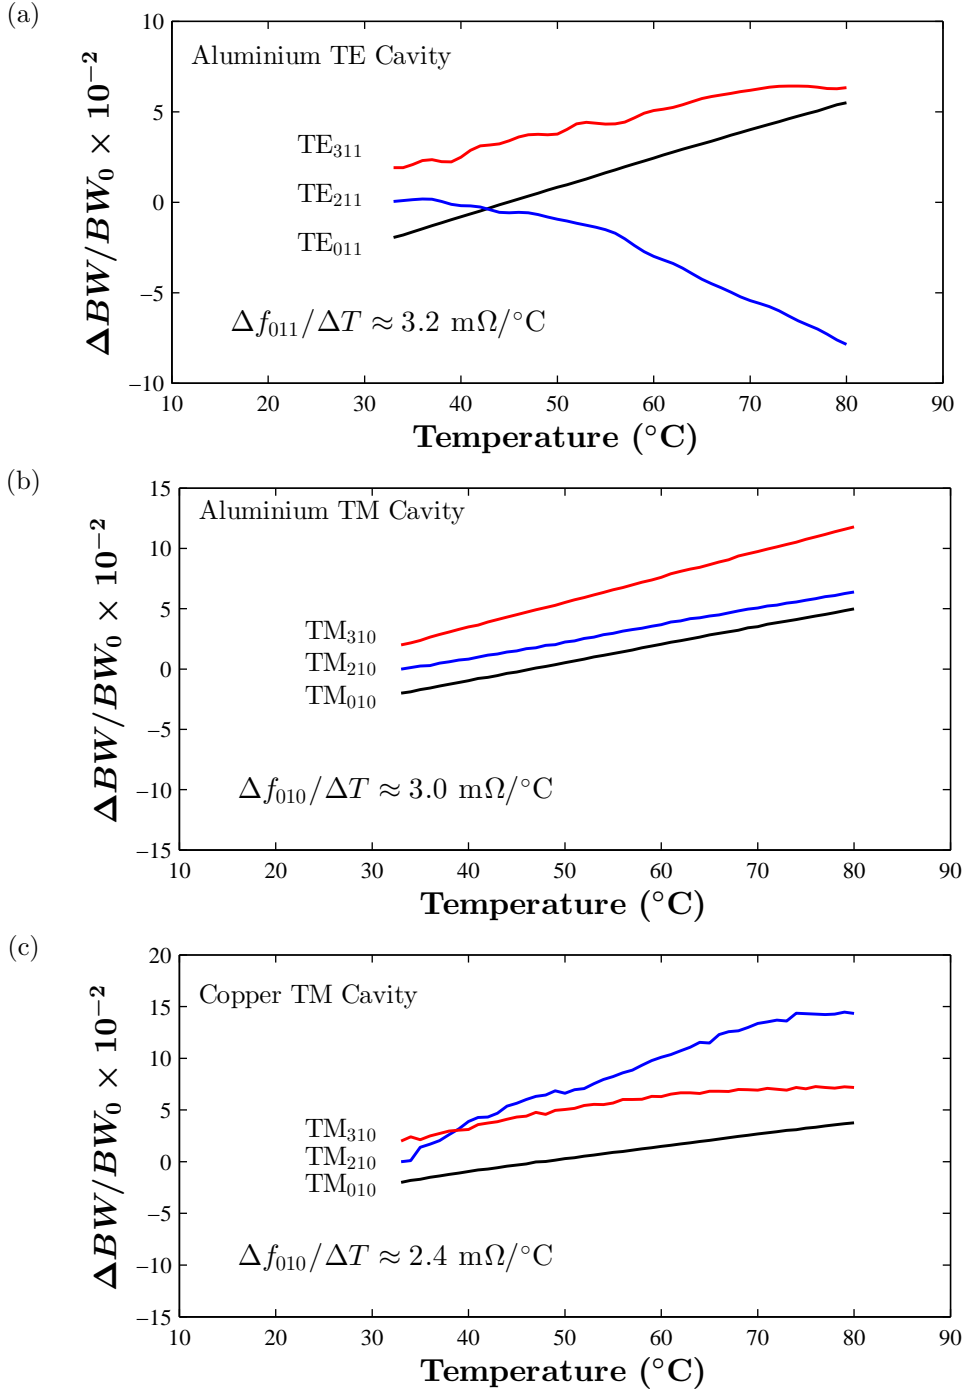 (a)
10
Aluminium TE Cavity
5
TE₃₁₁
0
TE₂₁₁
TE₀₁₁
−5
Δf₀₁₁/ΔT ≈ 3.2 mΩ/°C
−10
10 20 30 40 50 60 70 80 90
ΔBW/BW₀ × 10⁻²
Temperature (°C)
(b)
15
Aluminium TM Cavity
10
5
TM₃₁₀
0
TM₂₁₀
TM₀₁₀
−5
−10
Δf₀₁₀/ΔT ≈ 3.0 mΩ/°C
−15
10 20 30 40 50 60 70 80 90
ΔBW/BW₀ × 10⁻²
Temperature (°C)
(c)
20
Copper TM Cavity
15
10
5
TM₃₁₀
0
TM₂₁₀
TM₀₁₀
−5
−10
Δf₀₁₀/ΔT ≈ 2.4 mΩ/°C
−15
10 20 30 40 50 60 70 80 90
ΔBW/BW₀ × 10⁻²
Temperature (°C)